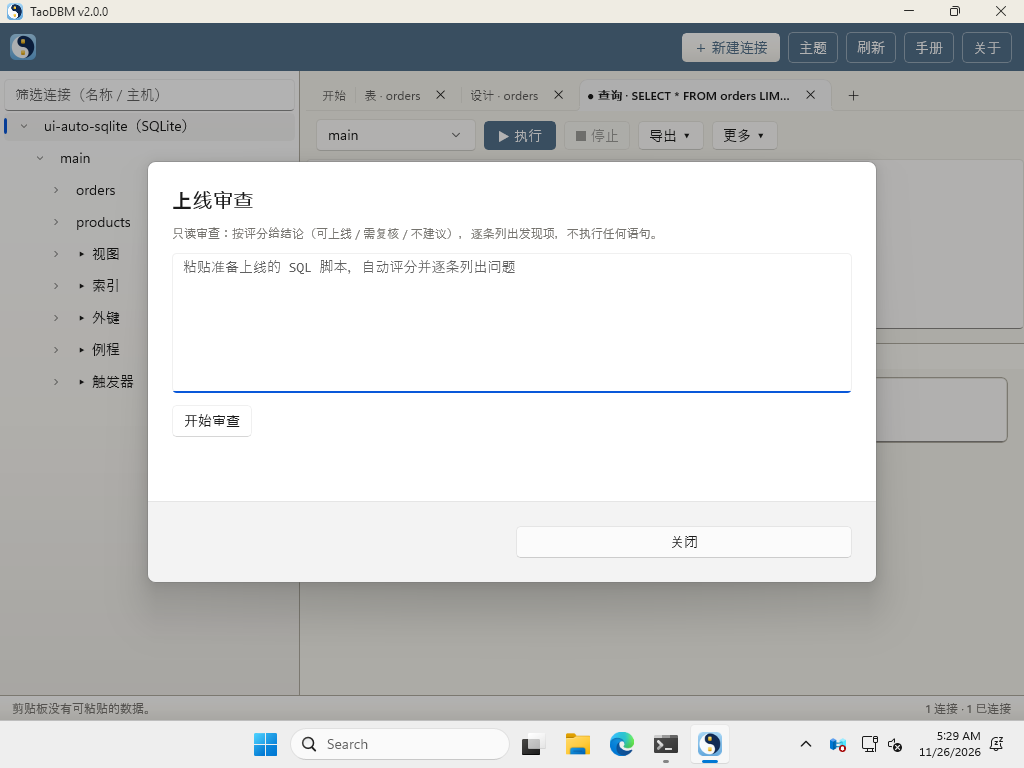 TaoDBM v2.0.0
+ 新建连接
主题
刷新
手册
关于
筛选连接（名称 / 主机）
ui-auto-sqlite（SQLite）
main
orders
products
视图
索引
外键
例程
触发器
开始
表 · orders
设计 · orders
● 查询 · SELECT * FROM orders LIM...
main
执行
停止
导出
更多
上线审查
只读审查：按评分给结论（可上线 / 需复核 / 不建议），逐条列出发现项，不执行任何语句。
粘贴准备上线的 SQL 脚本，自动评分并逐条列出问题
开始审查
关闭
剪贴板没有可粘贴的数据。
1 连接 · 1 已连接
Search
5:29 AM
11/26/2026